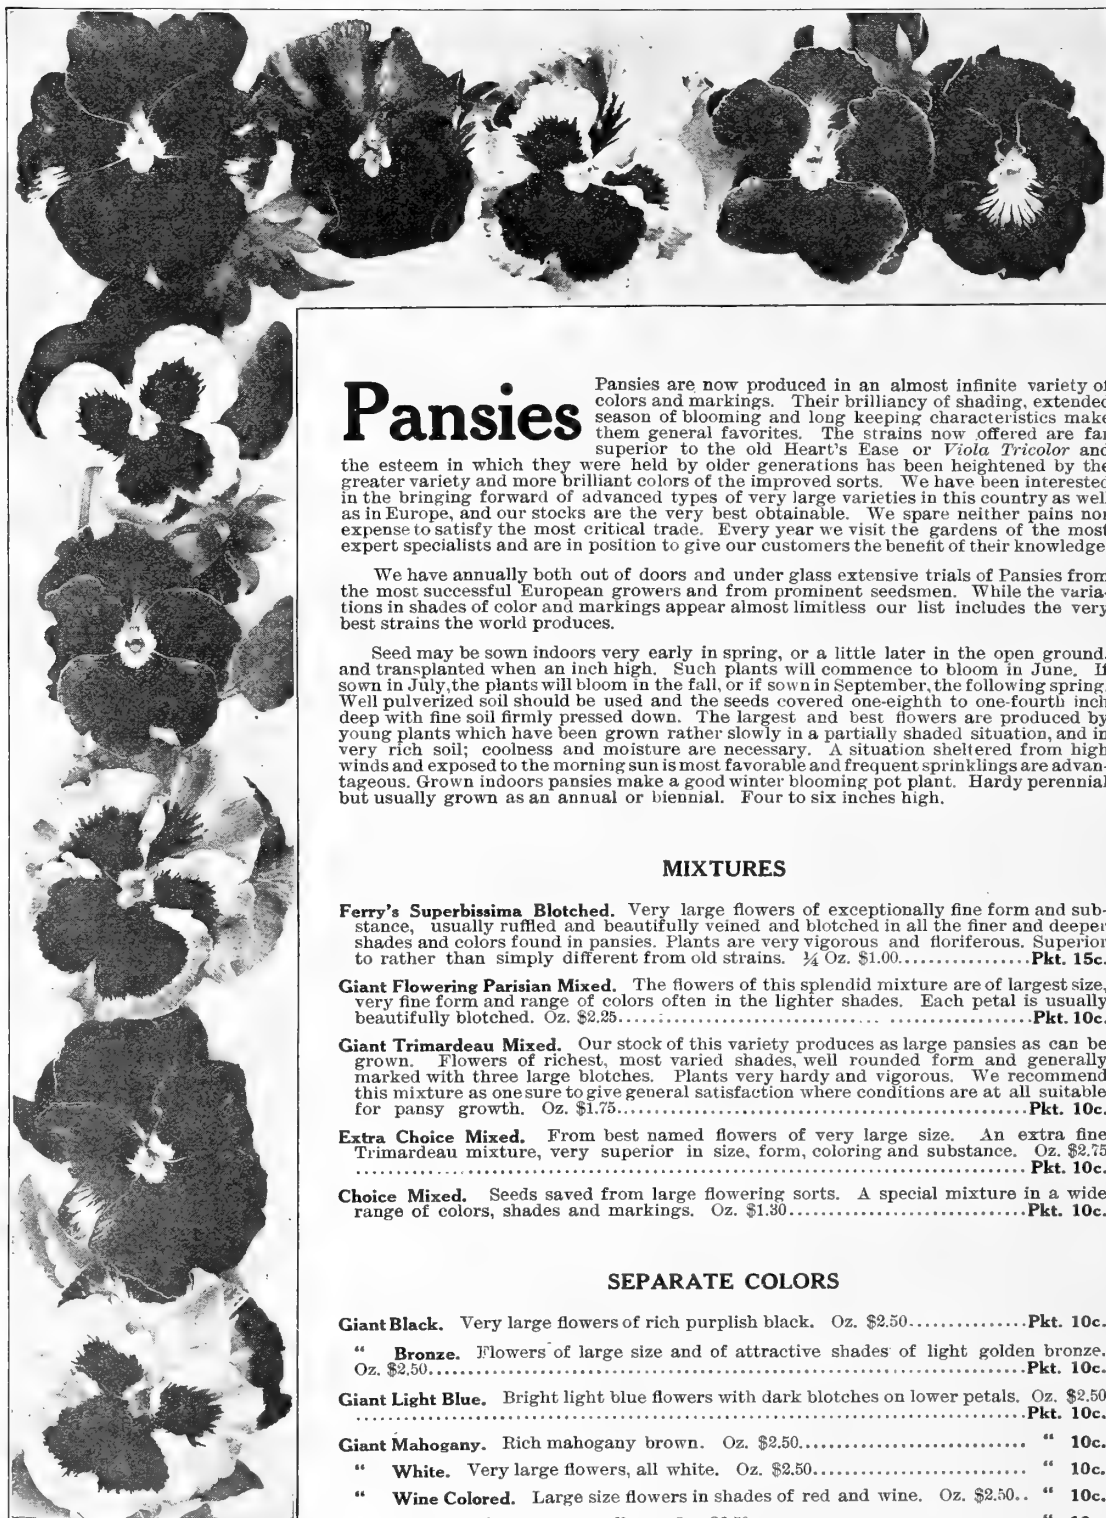 Pansies
Pansies are now produced in an almost infinite variety of
colors and markings. Their brilliancy of shading, extended
season of blooming and long keeping characteristics make
them general favorites. The strains now offered are far
superior to the old Heart's Ease or Viola Tricolor and
the esteem in which they were held by older generations has been heightened by the
greater variety and more brilliant colors of the improved sorts. We have been interested
in the bringing forward of advanced types of very large varieties in this country as well
as in Europe, and our stocks are the very best obtainable. We spare neither pains nor
expense to satisfy the most critical trade. Every year we visit the gardens of the most
expert specialists and are in position to give our customers the benefit of their knowledge
We have annually both out of doors and under glass extensive trials of Pansies from
the most successful European growers and from prominent seedsmen. While the varia-
tions in shades of color and markings appear almost limitless our list includes the very
best strains the world produces.
Seed may be sown indoors very early in spring, or a little later in the open ground,
and transplanted when an inch high. Such plants will commence to bloom in June. If
sown in July, the plants will bloom in the fall, or if sown in September, the following spring.
Well pulverized soil should be used and the seeds covered one-eighth to one-fourth inch
deep with fine soil firmly pressed down. The largest and best flowers are produced by
young plants which have been grown rather slowly in a partially shaded situation, and in
very rich soil; coolness and moisture are necessary. A situation sheltered from high
winds and exposed to the morning sun is most favorable and frequent sprinklings are advan-
tageous. Grown indoors pansies make a good winter blooming pot plant. Hardy perennial
but usually grown as an annual or biennial. Four to six inches high.
MIXTURES
Ferry's Superbissima Blotched. Very large flowers of exceptionally fine form and sub-
stance, usually ruffled and beautifully veined and blotched in all the finer and deeper
shades and colors found in pansies. Plants are very vigorous and floriferous. Superior
to rather than simply different from old strains. ¼ Oz. $1.00................Pkt. 15c.
Giant Flowering Parisian Mixed. The flowers of this splendid mixture are of largest size,
very fine form and range of colors often in the lighter shades. Each petal is usually
beautifully blotched. Oz. $2.25......................................................Pkt. 10c.
Giant Trimardeau Mixed. Our stock of this variety produces as large pansies as can be
grown. Flowers of richest, most varied shades, well rounded form and generally
marked with three large blotches. Plants very hardy and vigorous. We recommend
this mixture as one sure to give general satisfaction where conditions are at all suitable
for pansy growth. Oz. $1.75......................................................Pkt. 10c.
Extra Choice Mixed. From best named flowers of very large size. An extra fine
Trimardeau mixture, very superior in size, form, coloring and substance. Oz. $2.75
......................................................................................Pkt. 10c.
Choice Mixed. Seeds saved from large flowering sorts. A special mixture in a wide
range of colors, shades and markings. Oz. $1.30..............................Pkt. 10c.
SEPARATE COLORS
Giant Black. Very large flowers of rich purplish black. Oz. $2.50..............Pkt. 10c.
" Bronze. Flowers of large size and of attractive shades of light golden bronze.
Oz. $2.50............................................................................Pkt. 10c.
Giant Light Blue. Bright light blue flowers with dark blotches on lower petals. Oz. $2.50
......................................................................................Pkt. 10c.
Giant Mahogany. Rich mahogany brown. Oz. $2.50............................ " 10c.
" White. Very large flowers, all white. Oz. $2.50........................... " 10c.
" Wine Colored. Large size flowers in shades of red and wine. Oz. $2.50.. " 10c.